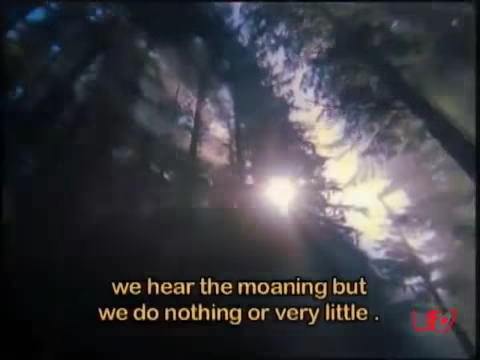 we hear the moaning but
we do nothing or very little .